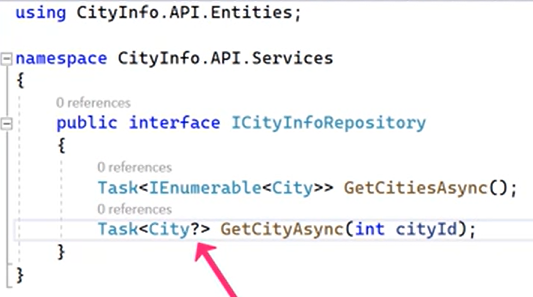 using CityInfo.API.Entities;
namespace CityInfo.API.Services
{
0 references
public interface ICityInfoRepository
{
0 references
Task<IEnumerable<City>> GetCitiesAsync();
0 references
Task<City?> GetCityAsync(int cityId);
}
}